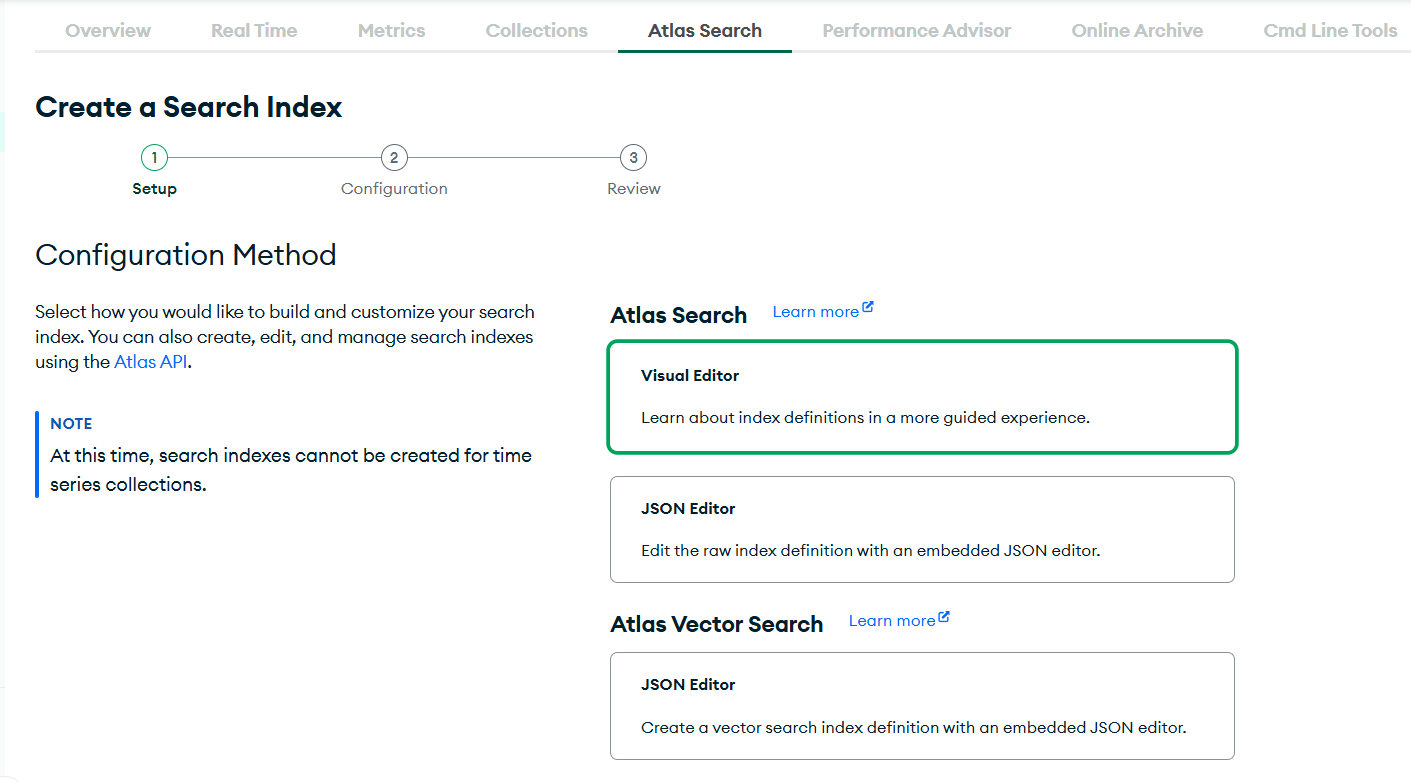 Overview Real Time Metrics Collections Atlas Search Performance Advisor Online Archive Cmd Line Tools
Create a Search Index
1 2 3
Setup Configuration Review
Configuration Method
Select how you would like to build and customize your search
index. You can also create, edit, and manage search indexes
using the Atlas API.
NOTE
At this time, search indexes cannot be created for time
series collections.
Atlas Search Learn more
Visual Editor
Learn about index definitions in a more guided experience.
JSON Editor
Edit the raw index definition with an embedded JSON editor.
Atlas Vector Search Learn more
JSON Editor
Create a vector search index definition with an embedded JSON editor.